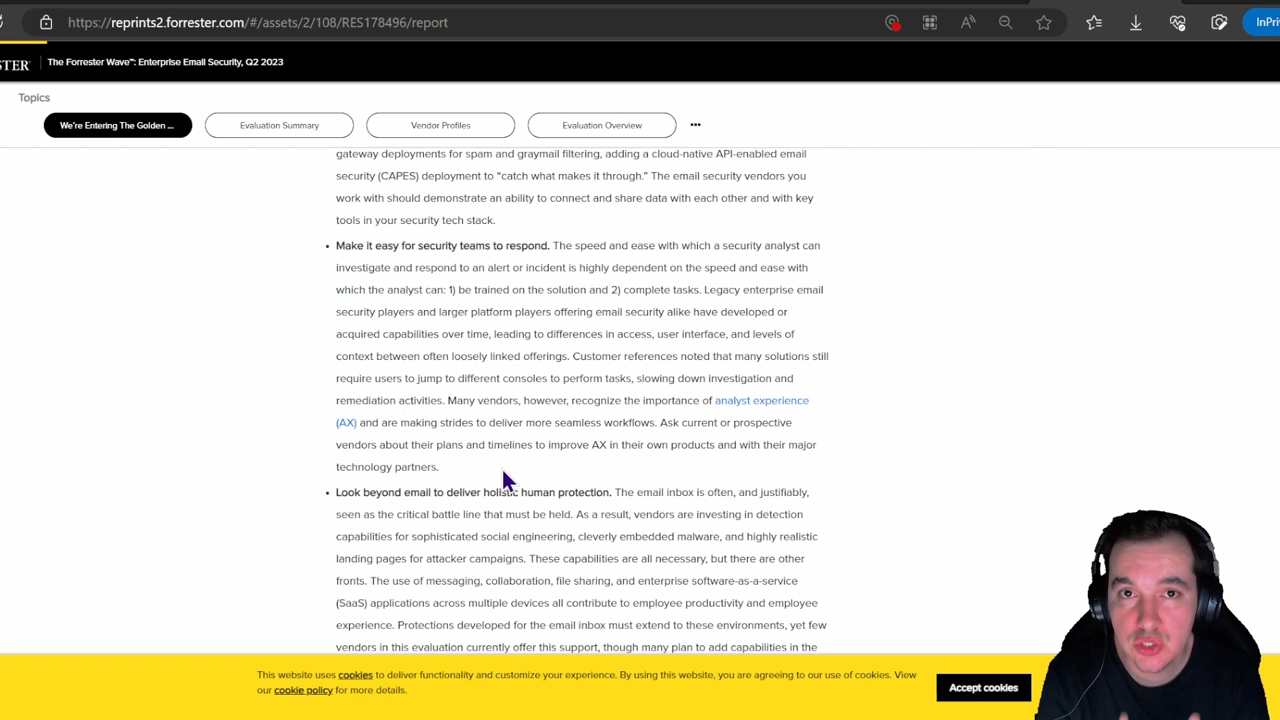 https://reprints2.forrester.com/#/assets/2/108/RES178496/report
InPri
STER
The Forrester Wave™: Enterprise Email Security, Q2 2023
Topics
We're Entering The Golden ...
Evaluation Summary
Vendor Profiles
Evaluation Overview
...
gateway deployments for spam and graymail filtering, adding a cloud-native API-enabled email
security (CAPES) deployment to “catch what makes it through.” The email security vendors you
work with should demonstrate an ability to connect and share data with each other and with key
tools in your security tech stack.
• Make it easy for security teams to respond. The speed and ease with which a security analyst can
investigate and respond to an alert or incident is highly dependent on the speed and ease with
which the analyst can: 1) be trained on the solution and 2) complete tasks. Legacy enterprise email
security players and larger platform players offering email security alike have developed or
acquired capabilities over time, leading to differences in access, user interface, and levels of
context between often loosely linked offerings. Customer references noted that many solutions still
require users to jump to different consoles to perform tasks, slowing down investigation and
remediation activities. Many vendors, however, recognize the importance of analyst experience
(AX) and are making strides to deliver more seamless workflows. Ask current or prospective
vendors about their plans and timelines to improve AX in their own products and with their major
technology partners.
• Look beyond email to deliver holistic human protection. The email inbox is often, and justifiably,
seen as the critical battle line that must be held. As a result, vendors are investing in detection
capabilities for sophisticated social engineering, cleverly embedded malware, and highly realistic
landing pages for attacker campaigns. These capabilities are all necessary, but there are other
fronts. The use of messaging, collaboration, file sharing, and enterprise software-as-a-service
(SaaS) applications across multiple devices all contribute to employee productivity and employee
experience. Protections developed for the email inbox must extend to these environments, yet few
vendors in this evaluation currently offer this support, though many plan to add capabilities in the
This website uses cookies to deliver functionality and customize your experience. By using this website, you are agreeing to our use of cookies. View
our cookie policy for more details.
Accept cookies